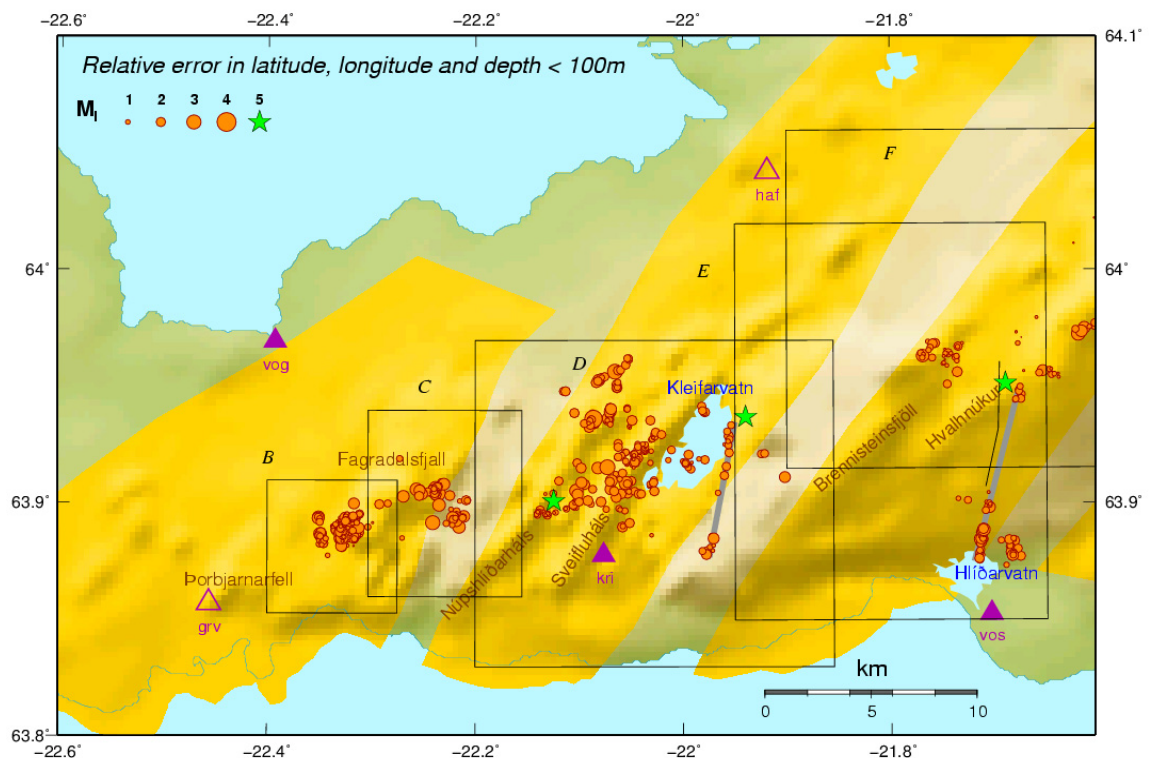 −22.6˚ −22.4˚ −22.2˚ −22˚ −21.8˚
64.1˚
Relative error in latitude, longitude and depth < 100m
1 2 3 4 5
Ml
F
haf
E
64˚ 64˚
vog
D
C
Kleifarvatn
Hvalhnúkur
B
Fagradalsfjall
Brennisteinsfjöll
63.9˚ 63.9˚
Núpshlíðarháls
Sveifluháls
Þorbjarnarfell
kri
Hlíðarvatn
grv
vos
km
0 5 10
63.8˚ 63.8˚
−22.6˚ −22.4˚ −22.2˚ −22˚ −21.8˚